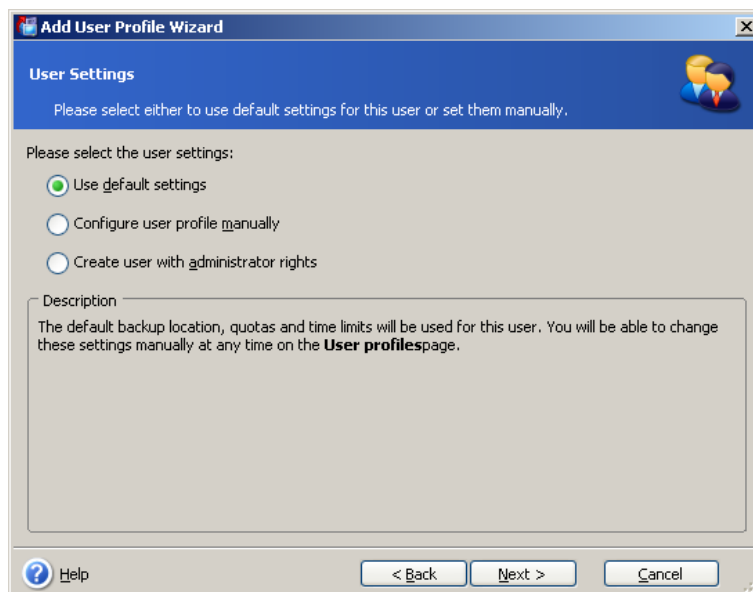 Add User Profile Wizard
User Settings
Please select either to use default settings for this user or set them manually.
Please select the user settings:
Use default settings
Configure user profile manually
Create user with administrator rights
Description
The default backup location, quotas and time limits will be used for this user. You will be able to change
these settings manually at any time on the User profilespage.
Help
< Back
Next >
Cancel